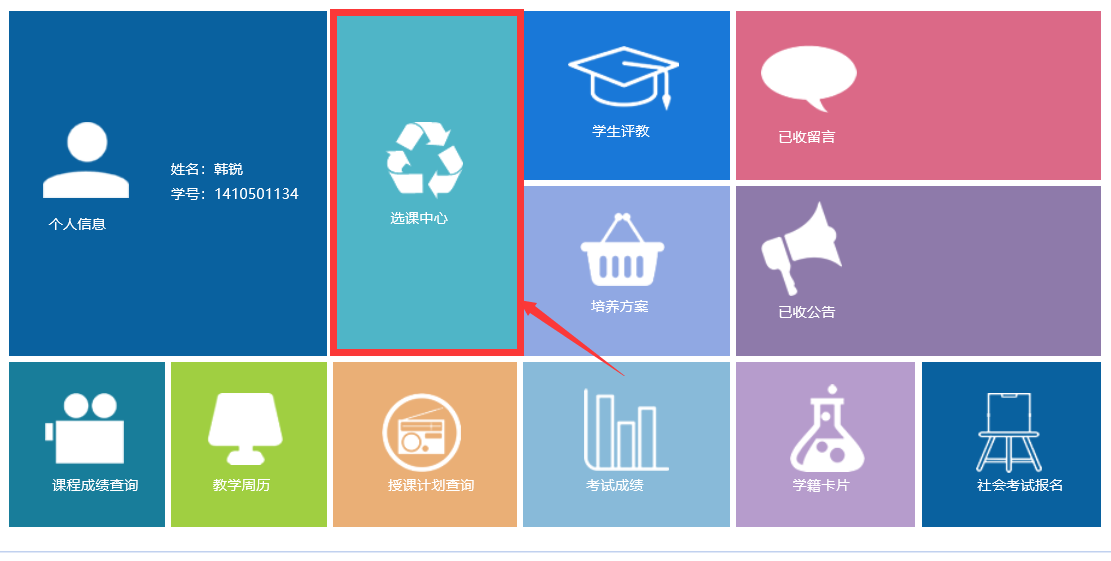 姓名：韩锐
学号：1410501134
个人信息
选课中心
学生评教
已收留言
培养方案
已收公告
课程成绩查询
教学周历
授课计划查询
考试成绩
学籍卡片
社会考试报名